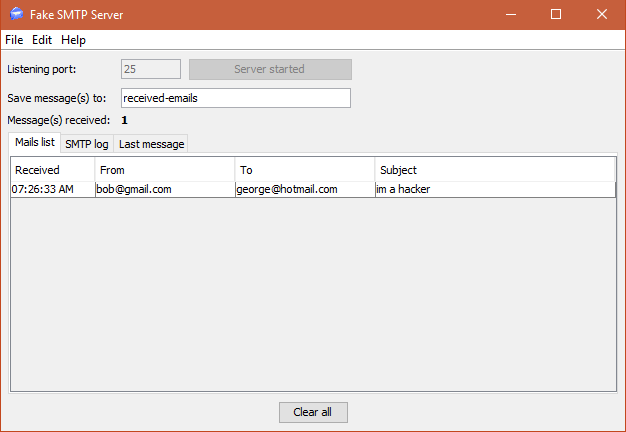 Fake SMTP Server
File Edit Help
Listening port: 25 Server started
Save message(s) to: received-emails
Message(s) received: 1
Mails list SMTP log Last message
Received From To Subject
07:26:33 AM bob@gmail.com george@hotmail.com im a hacker
Clear all